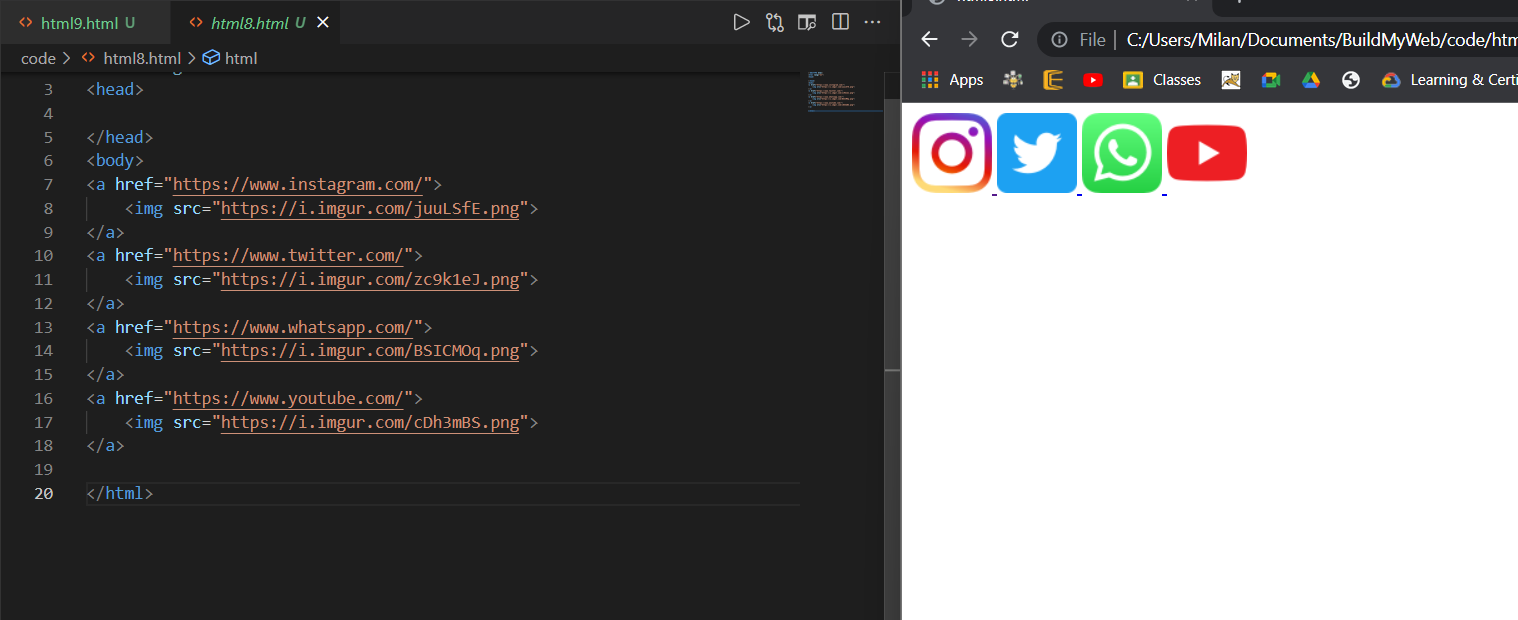 html9.html U
html8.html U
code > html8.html > html
3 <head>
4
5 </head>
6 <body>
7 <a href="https://www.instagram.com/">
8 <img src="https://i.imgur.com/juuLSfE.png">
9 </a>
10 <a href="https://www.twitter.com/">
11 <img src="https://i.imgur.com/zc9k1eJ.png">
12 </a>
13 <a href="https://www.whatsapp.com/">
14 <img src="https://i.imgur.com/BSICMOq.png">
15 </a>
16 <a href="https://www.youtube.com/">
17 <img src="https://i.imgur.com/cDh3mBS.png">
18 </a>
19
20 </html>
File | C:/Users/Milan/Documents/BuildMyWeb/code/htm
Apps Classes Learning & Certi